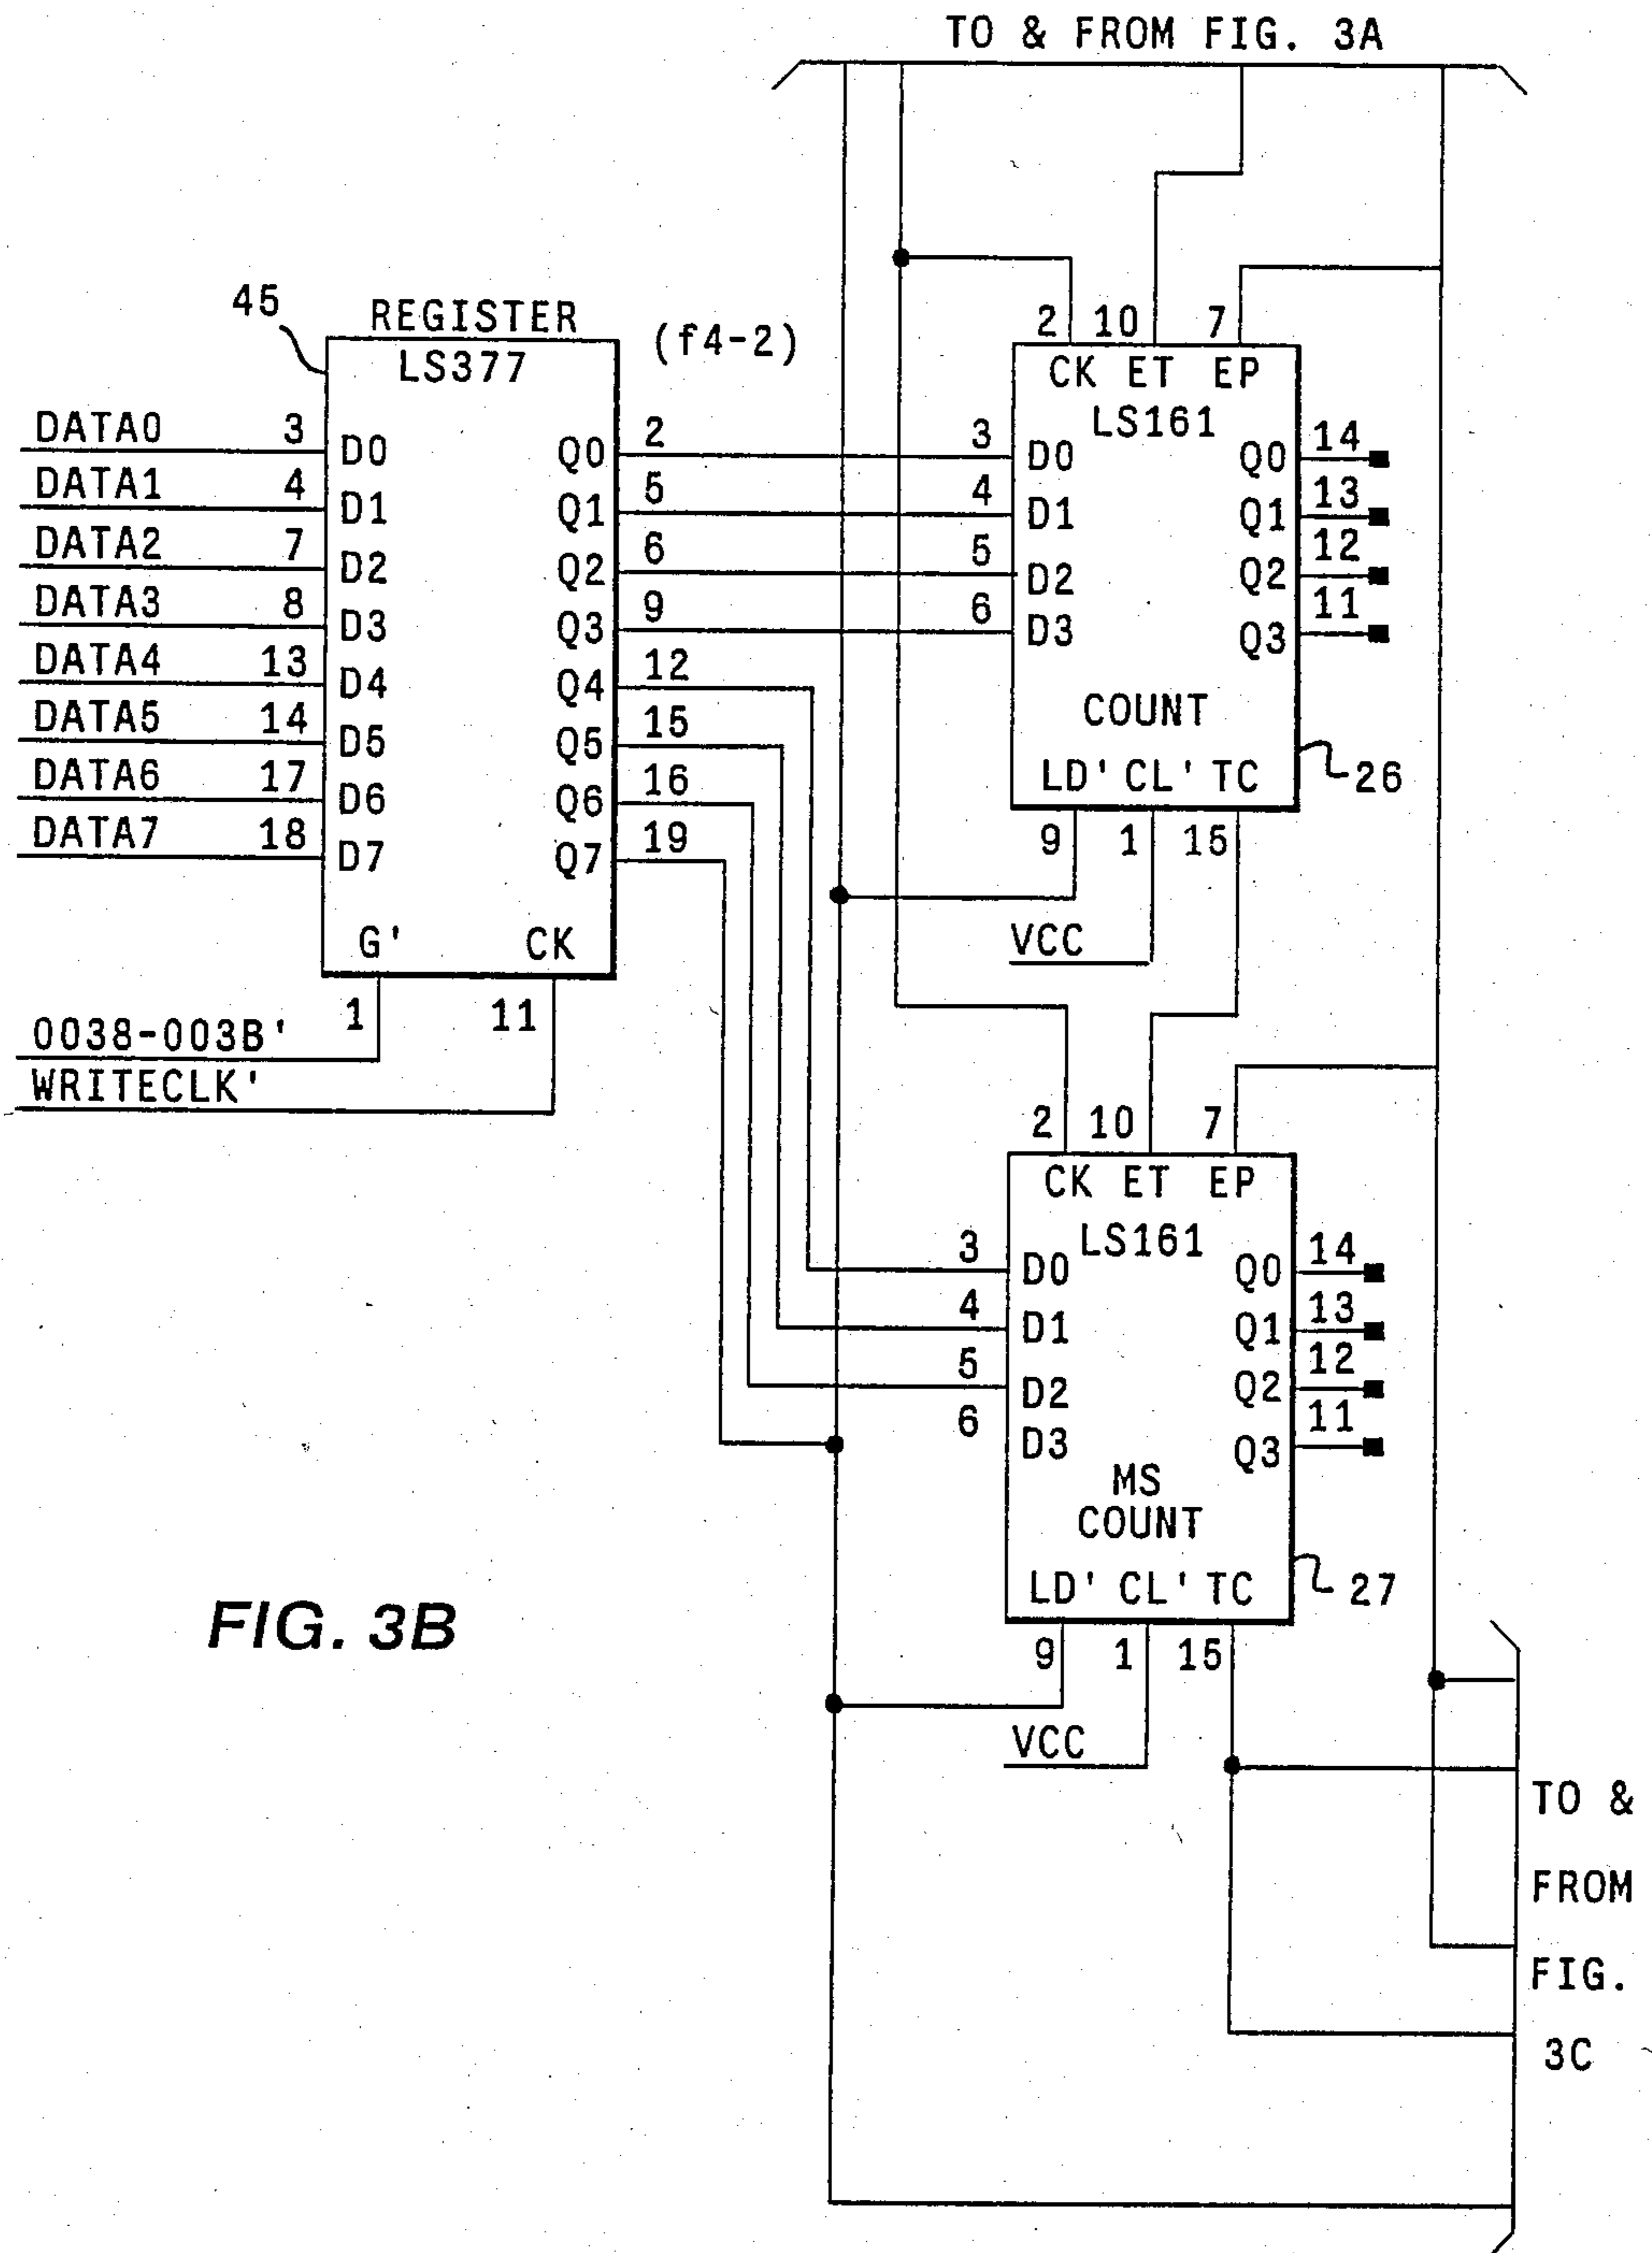 TO & FROM FIG. 3A
45
REGISTER
LS377
(f4-2)
DATA0 3 D0
DATA1 4 D1
DATA2 7 D2
DATA3 8 D3
DATA4 13 D4
DATA5 14 D5
DATA6 17 D6
DATA7 18 D7
Q0 2
Q1 5
Q2 6
Q3 9
Q4 12
Q5 15
Q6 16
Q7 19
G' CK
1 11
0038-003B'
WRITECLK'
2 10 7
CK ET EP
LS161
3 D0
4 D1
5 D2
6 D3
Q0 14
Q1 13
Q2 12
Q3 11
COUNT
LD' CL' TC
26
9 1 15
VCC
2 10 7
CK ET EP
LS161
3 D0
4 D1
5 D2
6 D3
Q0 14
Q1 13
Q2 12
Q3 11
MS
COUNT
LD' CL' TC
27
9 1 15
VCC
FIG. 3B
TO &
FROM
FIG.
3C